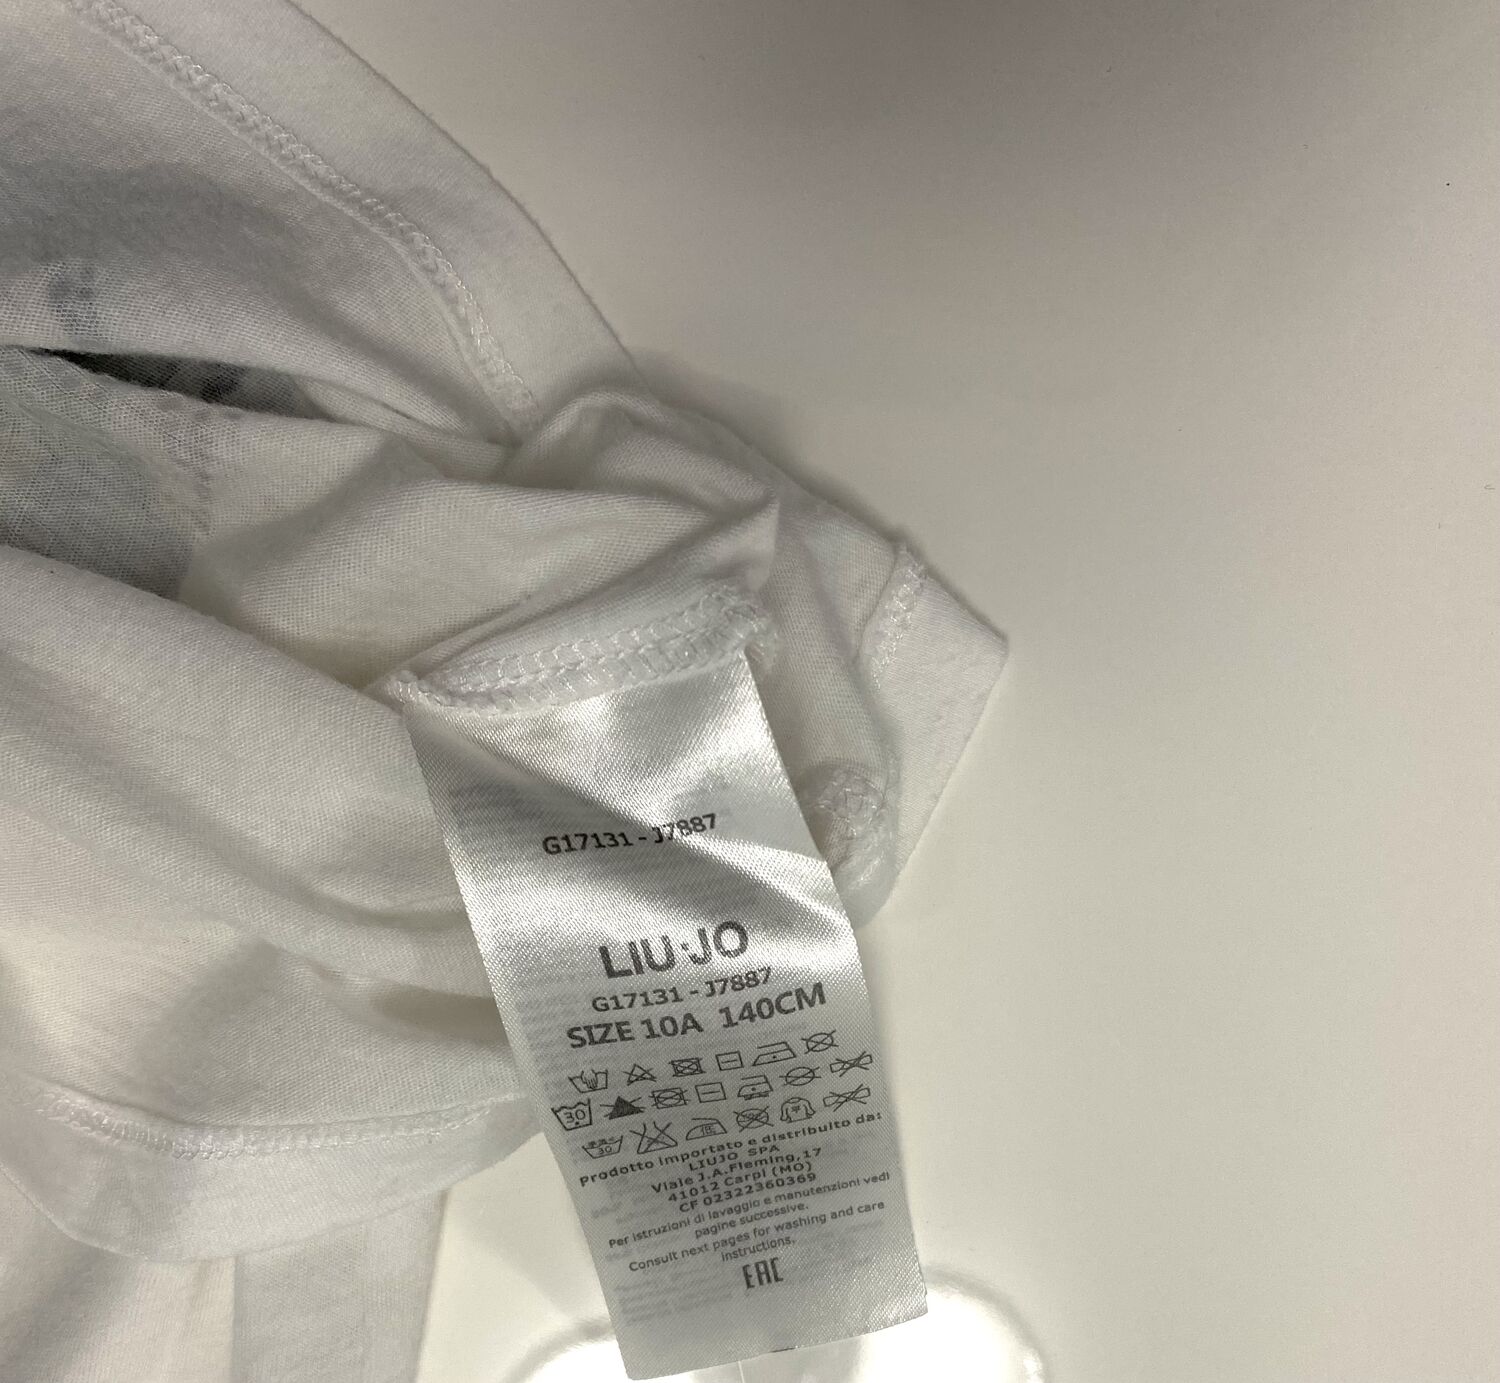 G17131 - J7887
LIU·JO
G17131 - J7887
SIZE 10A 140CM
30
30
Prodotto importato e distribuito da:
LIUJO SPA
Viale J.A.Fleming,17
41012 Carpi (MO)
CF 02322360369
Per istruzioni di lavaggio e manutenzioni vedi
pagine successive.
Consult next pages for washing and care
instructions.
EAC